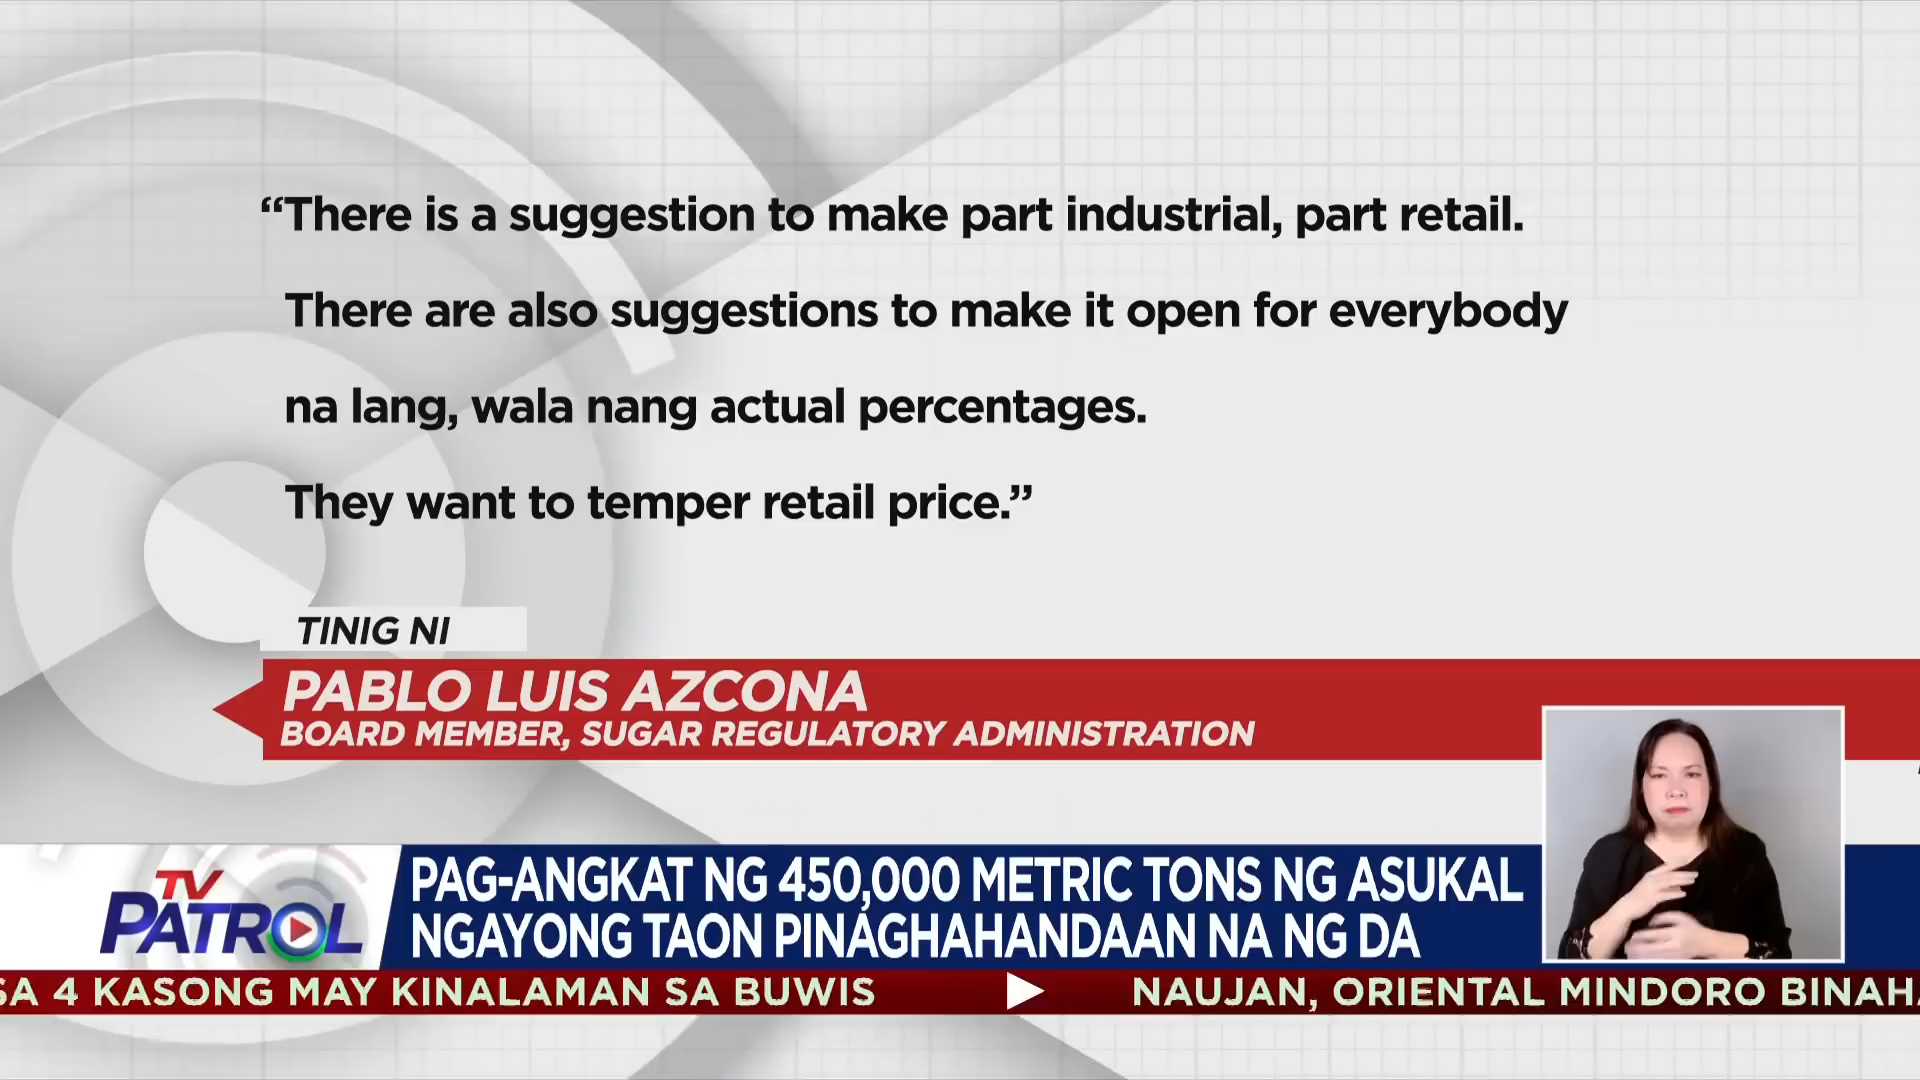 “There is a suggestion to make part industrial, part retail.
There are also suggestions to make it open for everybody
na lang, wala nang actual percentages.
They want to temper retail price.”
TINIG NI
PABLO LUIS AZCONA
BOARD MEMBER, SUGAR REGULATORY ADMINISTRATION
TV PATROL
PAG-ANGKAT NG 450,000 METRIC TONS NG ASUKAL
NGAYONG TAON PINAGHAHANDAAN NA NG DA
SA 4 KASONG MAY KINALAMAN SA BUWIS ▶ NAUJAN, ORIENTAL MINDORO BINAHA